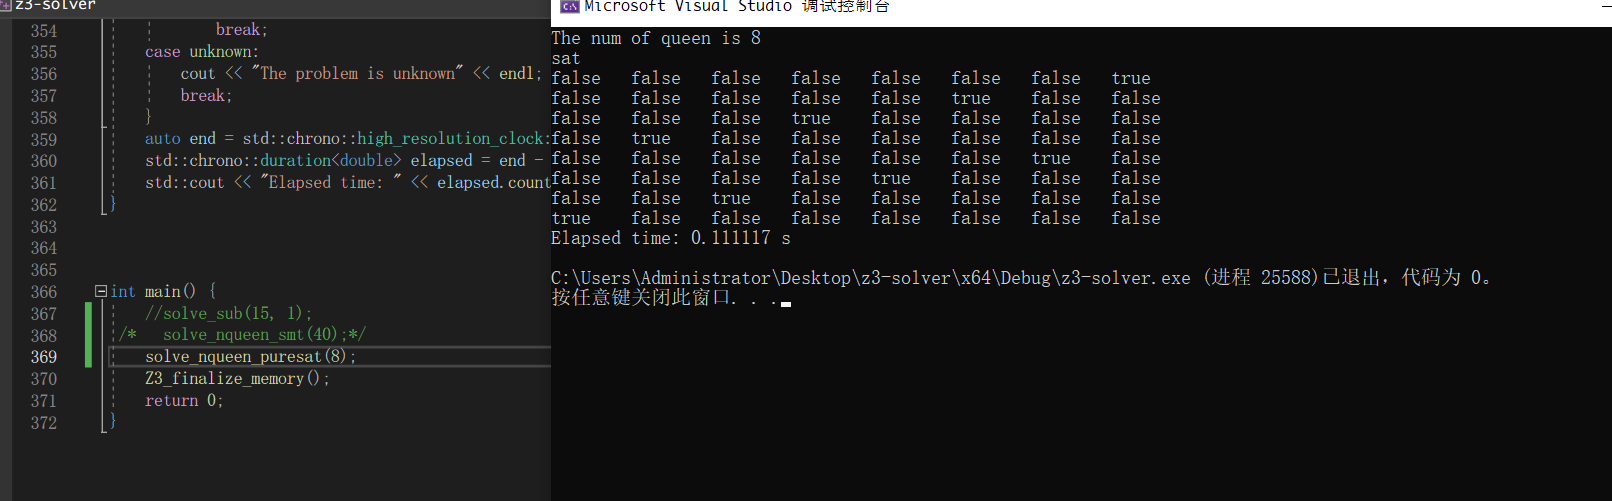 z3-solver
354 break;
355 case unknown:
356 cout << "The problem is unknown" << endl;
357 break;
358 }
359 auto end = std::chrono::high_resolution_clock:
360 std::chrono::duration<double> elapsed = end -
361 std::cout << "Elapsed time: " << elapsed.count
362 }
363
364
365
366 int main() {
367 //solve_sub(15, 1);
368 /* solve_nqueen_smt(40);*/
369 solve_nqueen_puresat(8);
370 Z3_finalize_memory();
371 return 0;
372 }
Microsoft Visual Studio 调试控制台
The num of queen is 8
sat
false false false false false false false true
false false false false false true false false
false false false true false false false false
false true false false false false false false
false false false false false false true false
false false false false true false false false
false false true false false false false false
true false false false false false false false
Elapsed time: 0.111117 s
C:\Users\Administrator\Desktop\z3-solver\x64\Debug\z3-solver.exe (进程 25588)已退出，代码为 0。
按任意键关闭此窗口. . .